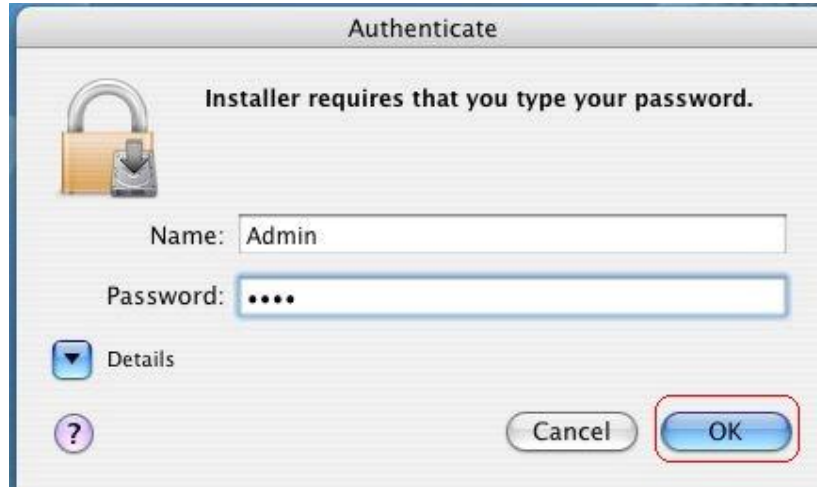 Authenticate
Installer requires that you type your password.
Name: Admin
Password: ••••
Details
? Cancel OK